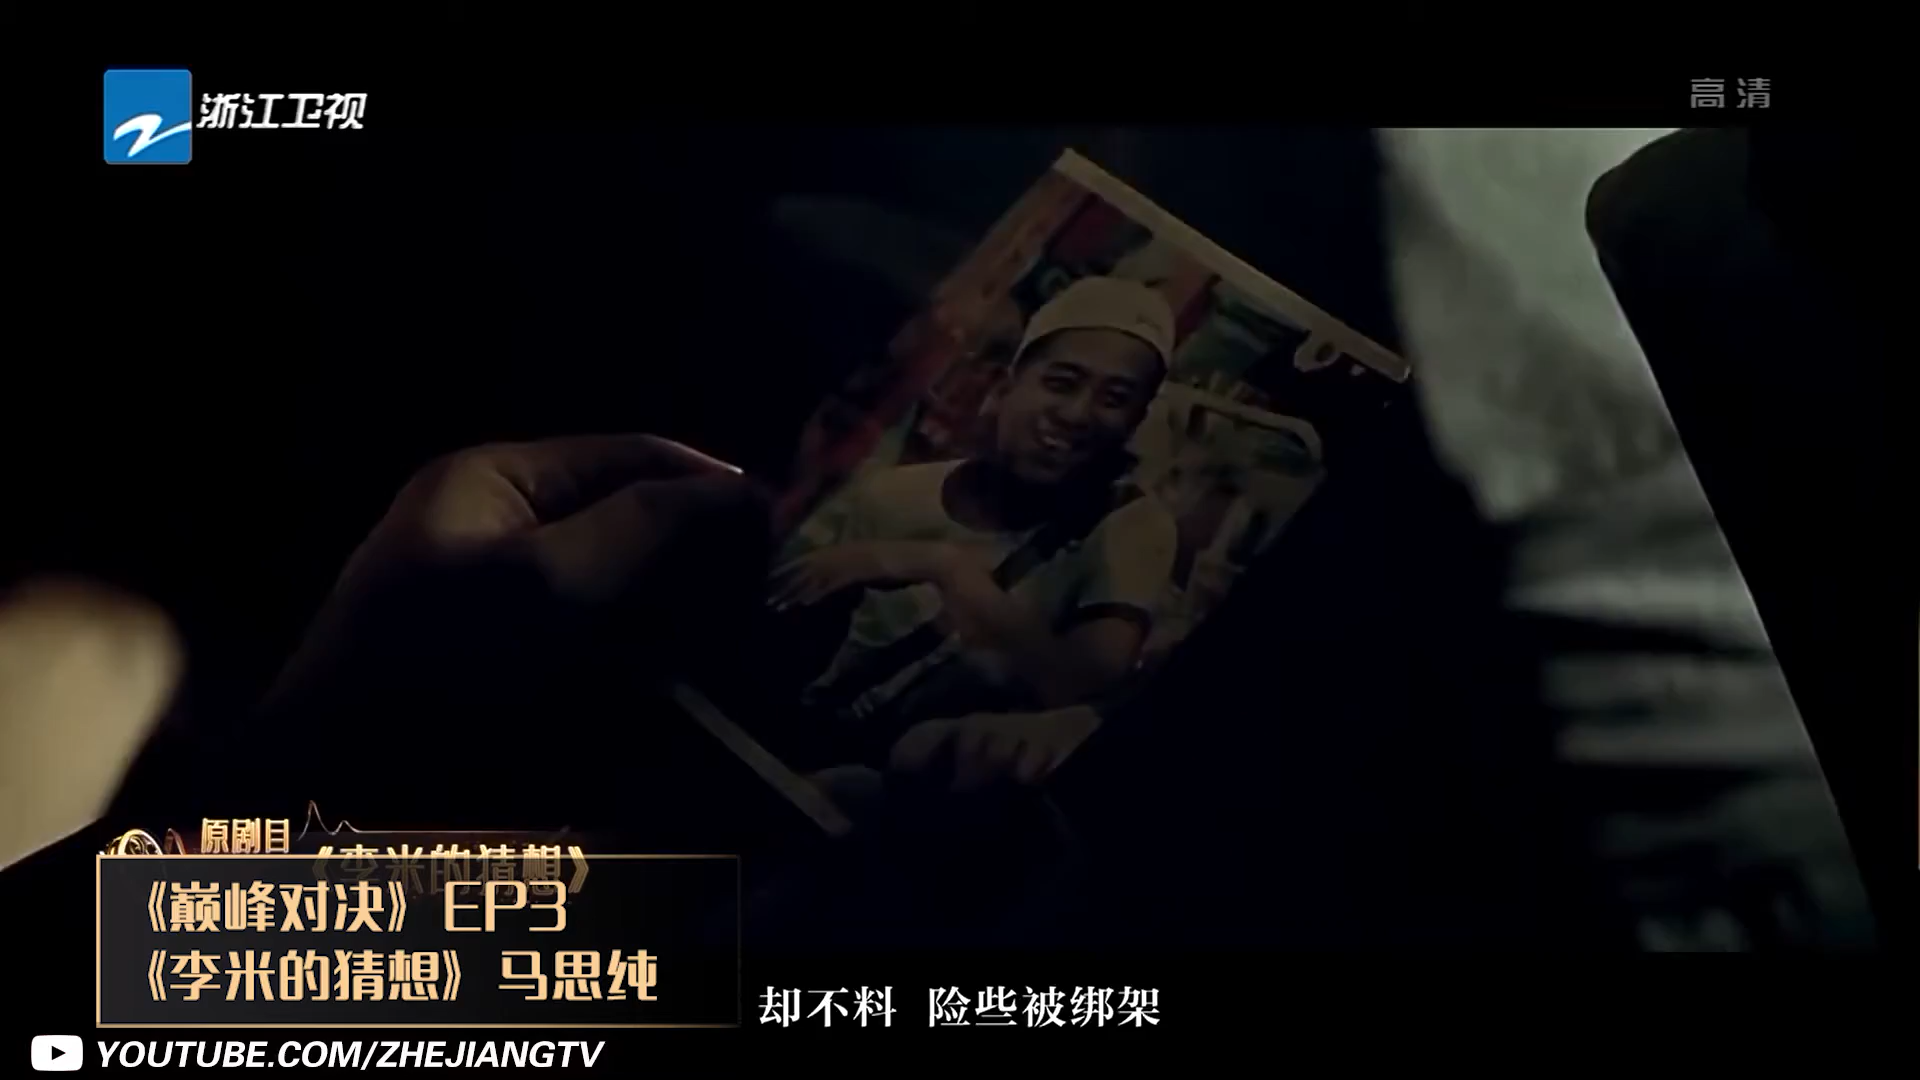 浙江卫视
高清
原剧目
《李米的猜想》
《巅峰对决》 EP3
《李米的猜想》 马思纯
却不料 险些被绑架
YOUTUBE.COM/ZHEJIANGTV